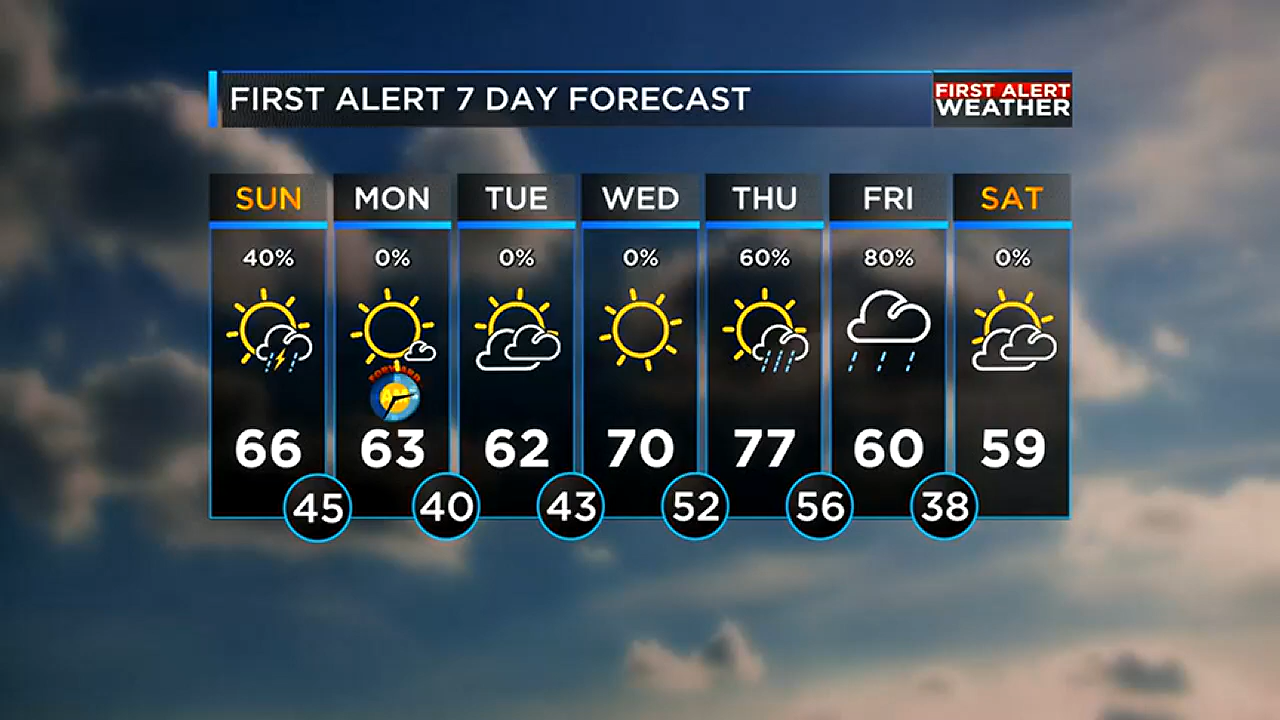 FIRST ALERT 7 DAY FORECAST
FIRST ALERT
WEATHER
SUN MON TUE WED THU FRI SAT
40% 0% 0% 0% 60% 80% 0%
FORWARD
66 63 62 70 77 60 59
45 40 43 52 56 38